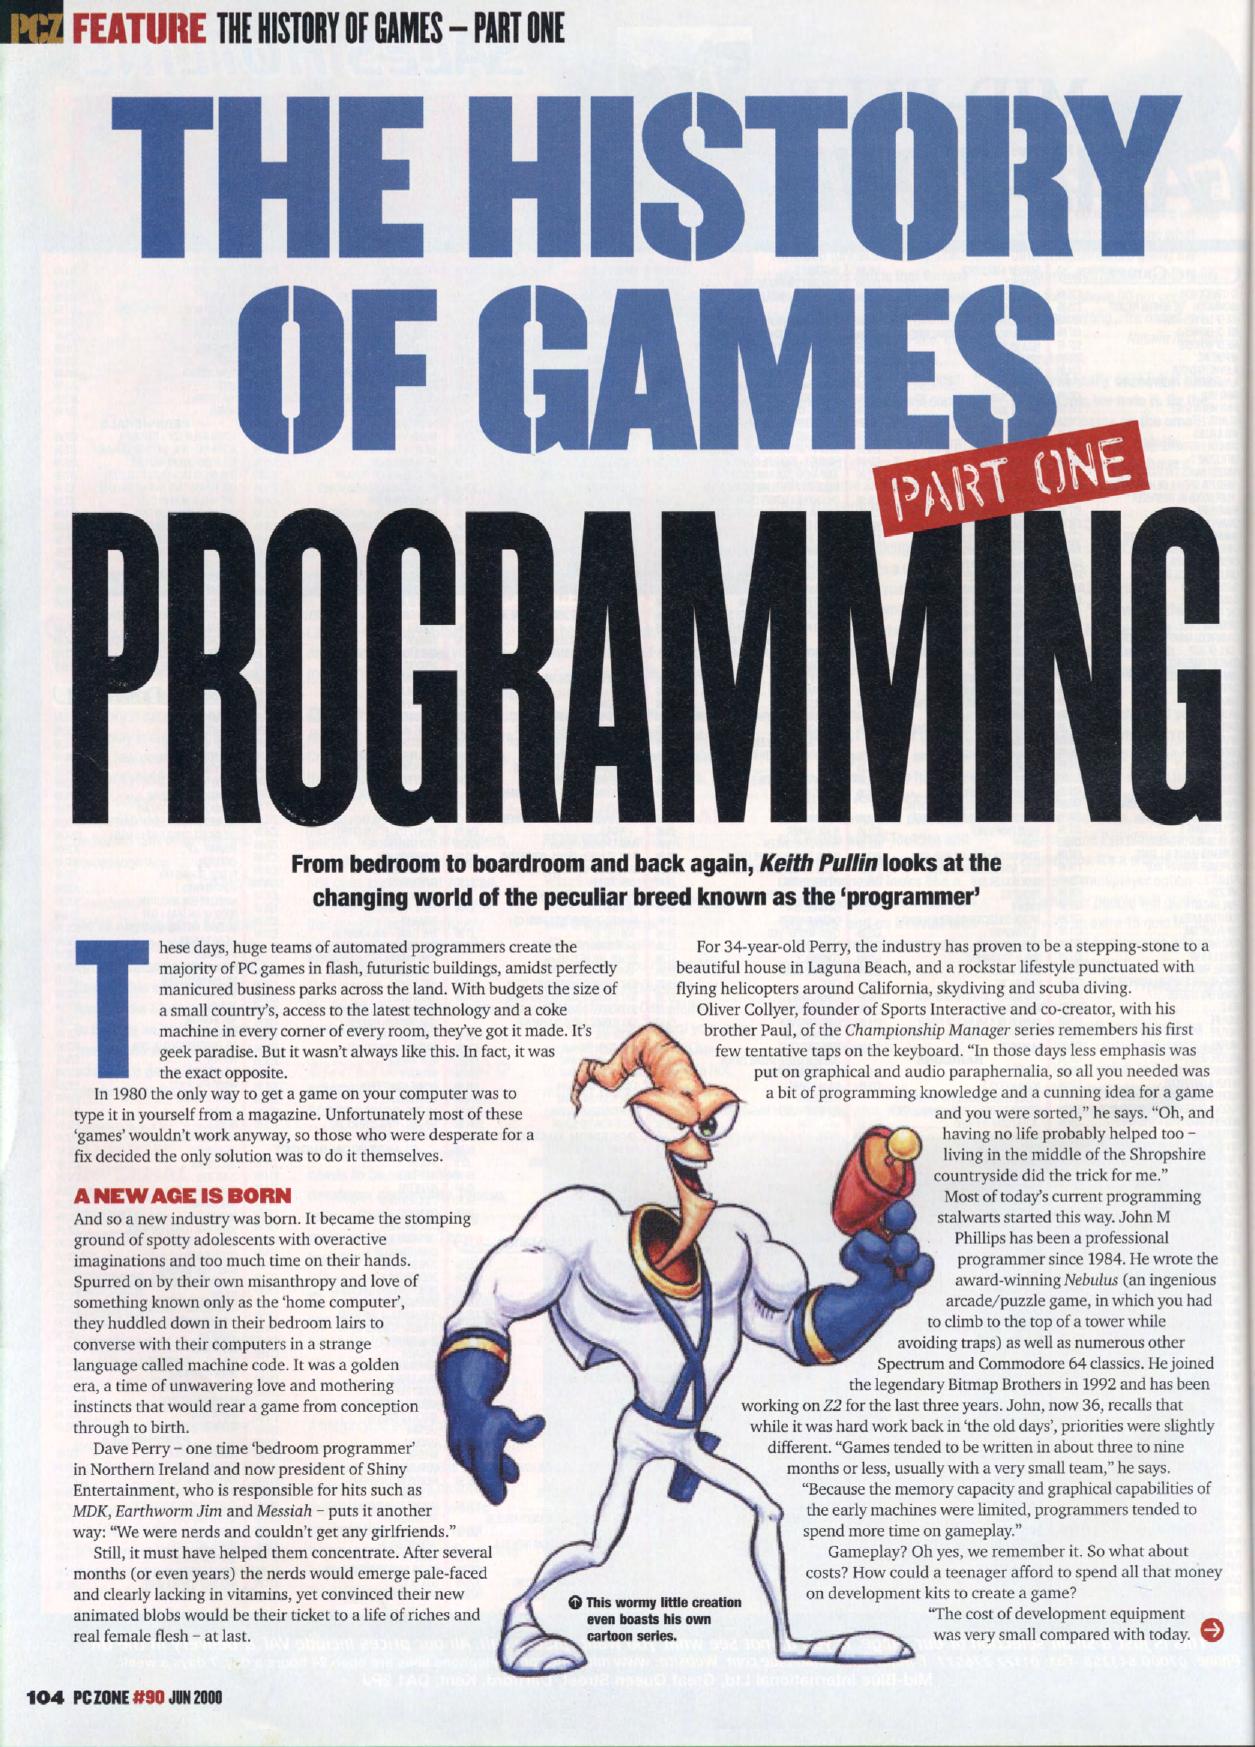 PCZ FEATURE THE HISTORY OF GAMES – PART ONE
THE HISTORY
OF GAMES
PART ONE
PROGRAMMING
From bedroom to boardroom and back again, Keith Pullin looks at the
changing world of the peculiar breed known as the ‘programmer’
These days, huge teams of automated programmers create the
majority of PC games in flash, futuristic buildings, amidst perfectly
manicured business parks across the land. With budgets the size of
a small country’s, access to the latest technology and a coke
machine in every corner of every room, they’ve got it made. It’s
geek paradise. But it wasn’t always like this. In fact, it was
the exact opposite.
In 1980 the only way to get a game on your computer was to
type it in yourself from a magazine. Unfortunately most of these
‘games’ wouldn’t work anyway, so those who were desperate for a
fix decided the only solution was to do it themselves.
A NEW AGE IS BORN
And so a new industry was born. It became the stomping
ground of spotty adolescents with overactive
imaginations and too much time on their hands.
Spurred on by their own misanthropy and love of
something known only as the ‘home computer’,
they huddled down in their bedroom lairs to
converse with their computers in a strange
language called machine code. It was a golden
era, a time of unwavering love and mothering
instincts that would rear a game from conception
through to birth.
Dave Perry – one time ‘bedroom programmer’
in Northern Ireland and now president of Shiny
Entertainment, who is responsible for hits such as
MDK, Earthworm Jim and Messiah – puts it another
way: “We were nerds and couldn’t get any girlfriends.”
Still, it must have helped them concentrate. After several
months (or even years) the nerds would emerge pale-faced
and clearly lacking in vitamins, yet convinced their new
animated blobs would be their ticket to a life of riches and
real female flesh – at last.
For 34-year-old Perry, the industry has proven to be a stepping-stone to a
beautiful house in Laguna Beach, and a rockstar lifestyle punctuated with
flying helicopters around California, skydiving and scuba diving.
Oliver Collyer, founder of Sports Interactive and co-creator, with his
brother Paul, of the Championship Manager series remembers his first
few tentative taps on the keyboard. “In those days less emphasis was
put on graphical and audio paraphernalia, so all you needed was
a bit of programming knowledge and a cunning idea for a game
and you were sorted,” he says. “Oh, and
having no life probably helped too –
living in the middle of the Shropshire
countryside did the trick for me.”
Most of today’s current programming
stalwarts started this way. John M
Phillips has been a professional
programmer since 1984. He wrote the
award-winning Nebulus (an ingenious
arcade/puzzle game, in which you had
to climb to the top of a tower while
avoiding traps) as well as numerous other
Spectrum and Commodore 64 classics. He joined
the legendary Bitmap Brothers in 1992 and has been
working on Z2 for the last three years. John, now 36, recalls that
while it was hard work back in ‘the old days’, priorities were slightly
different. “Games tended to be written in about three to nine
months or less, usually with a very small team,” he says.
“Because the memory capacity and graphical capabilities of
the early machines were limited, programmers tended to
spend more time on gameplay.”
Gameplay? Oh yes, we remember it. So what about
costs? How could a teenager afford to spend all that money
on development kits to create a game?
“The cost of development equipment
was very small compared with today.
This wormy little creation
even boasts his own
cartoon series.
104 PC ZONE #90 JUN 2000